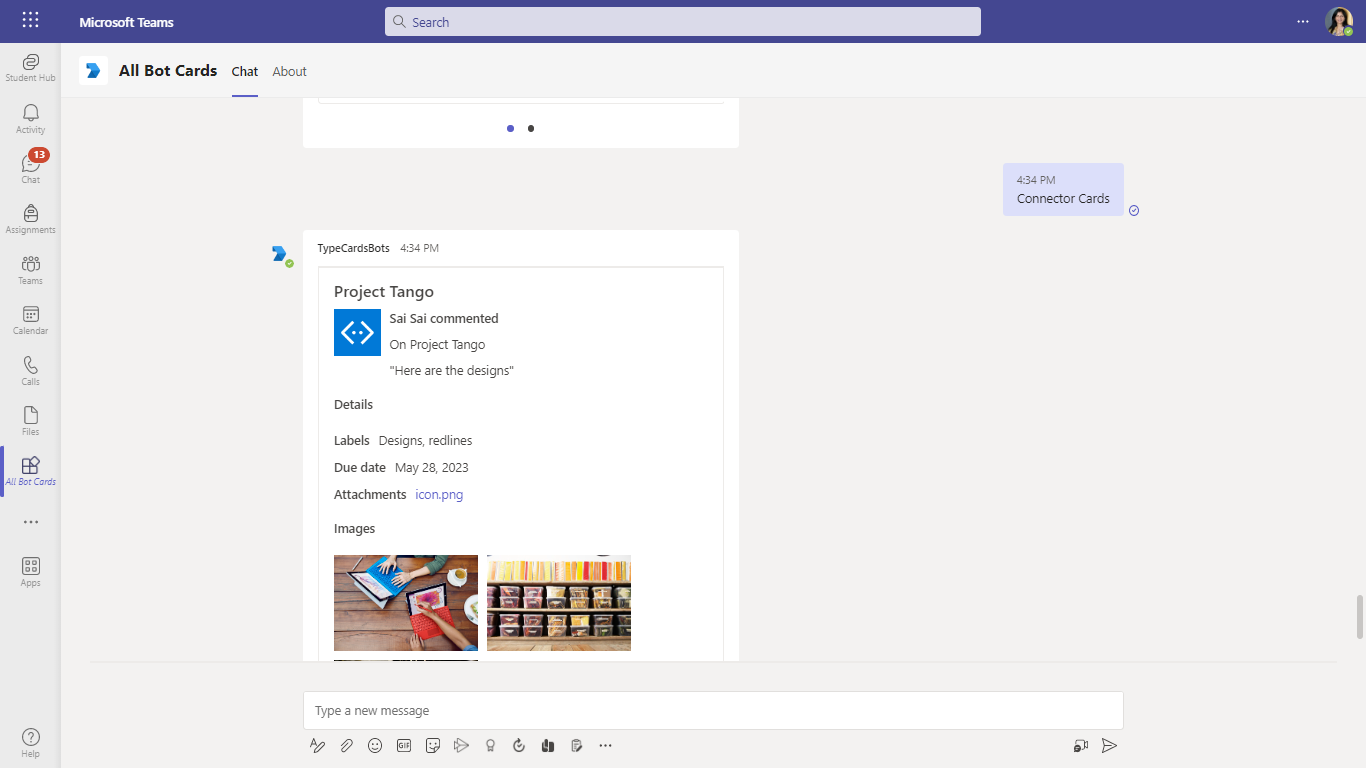 Microsoft Teams
Search
Student Hub
Activity
13
Chat
Assignments
Teams
Calendar
Calls
Files
All Bot Cards
Apps
Help
All Bot Cards Chat About
4:34 PM
Connector Cards
TypeCardsBots 4:34 PM
Project Tango
Sai Sai commented
On Project Tango
"Here are the designs"
Details
Labels Designs, redlines
Due date May 28, 2023
Attachments icon.png
Images
Type a new message
GIF